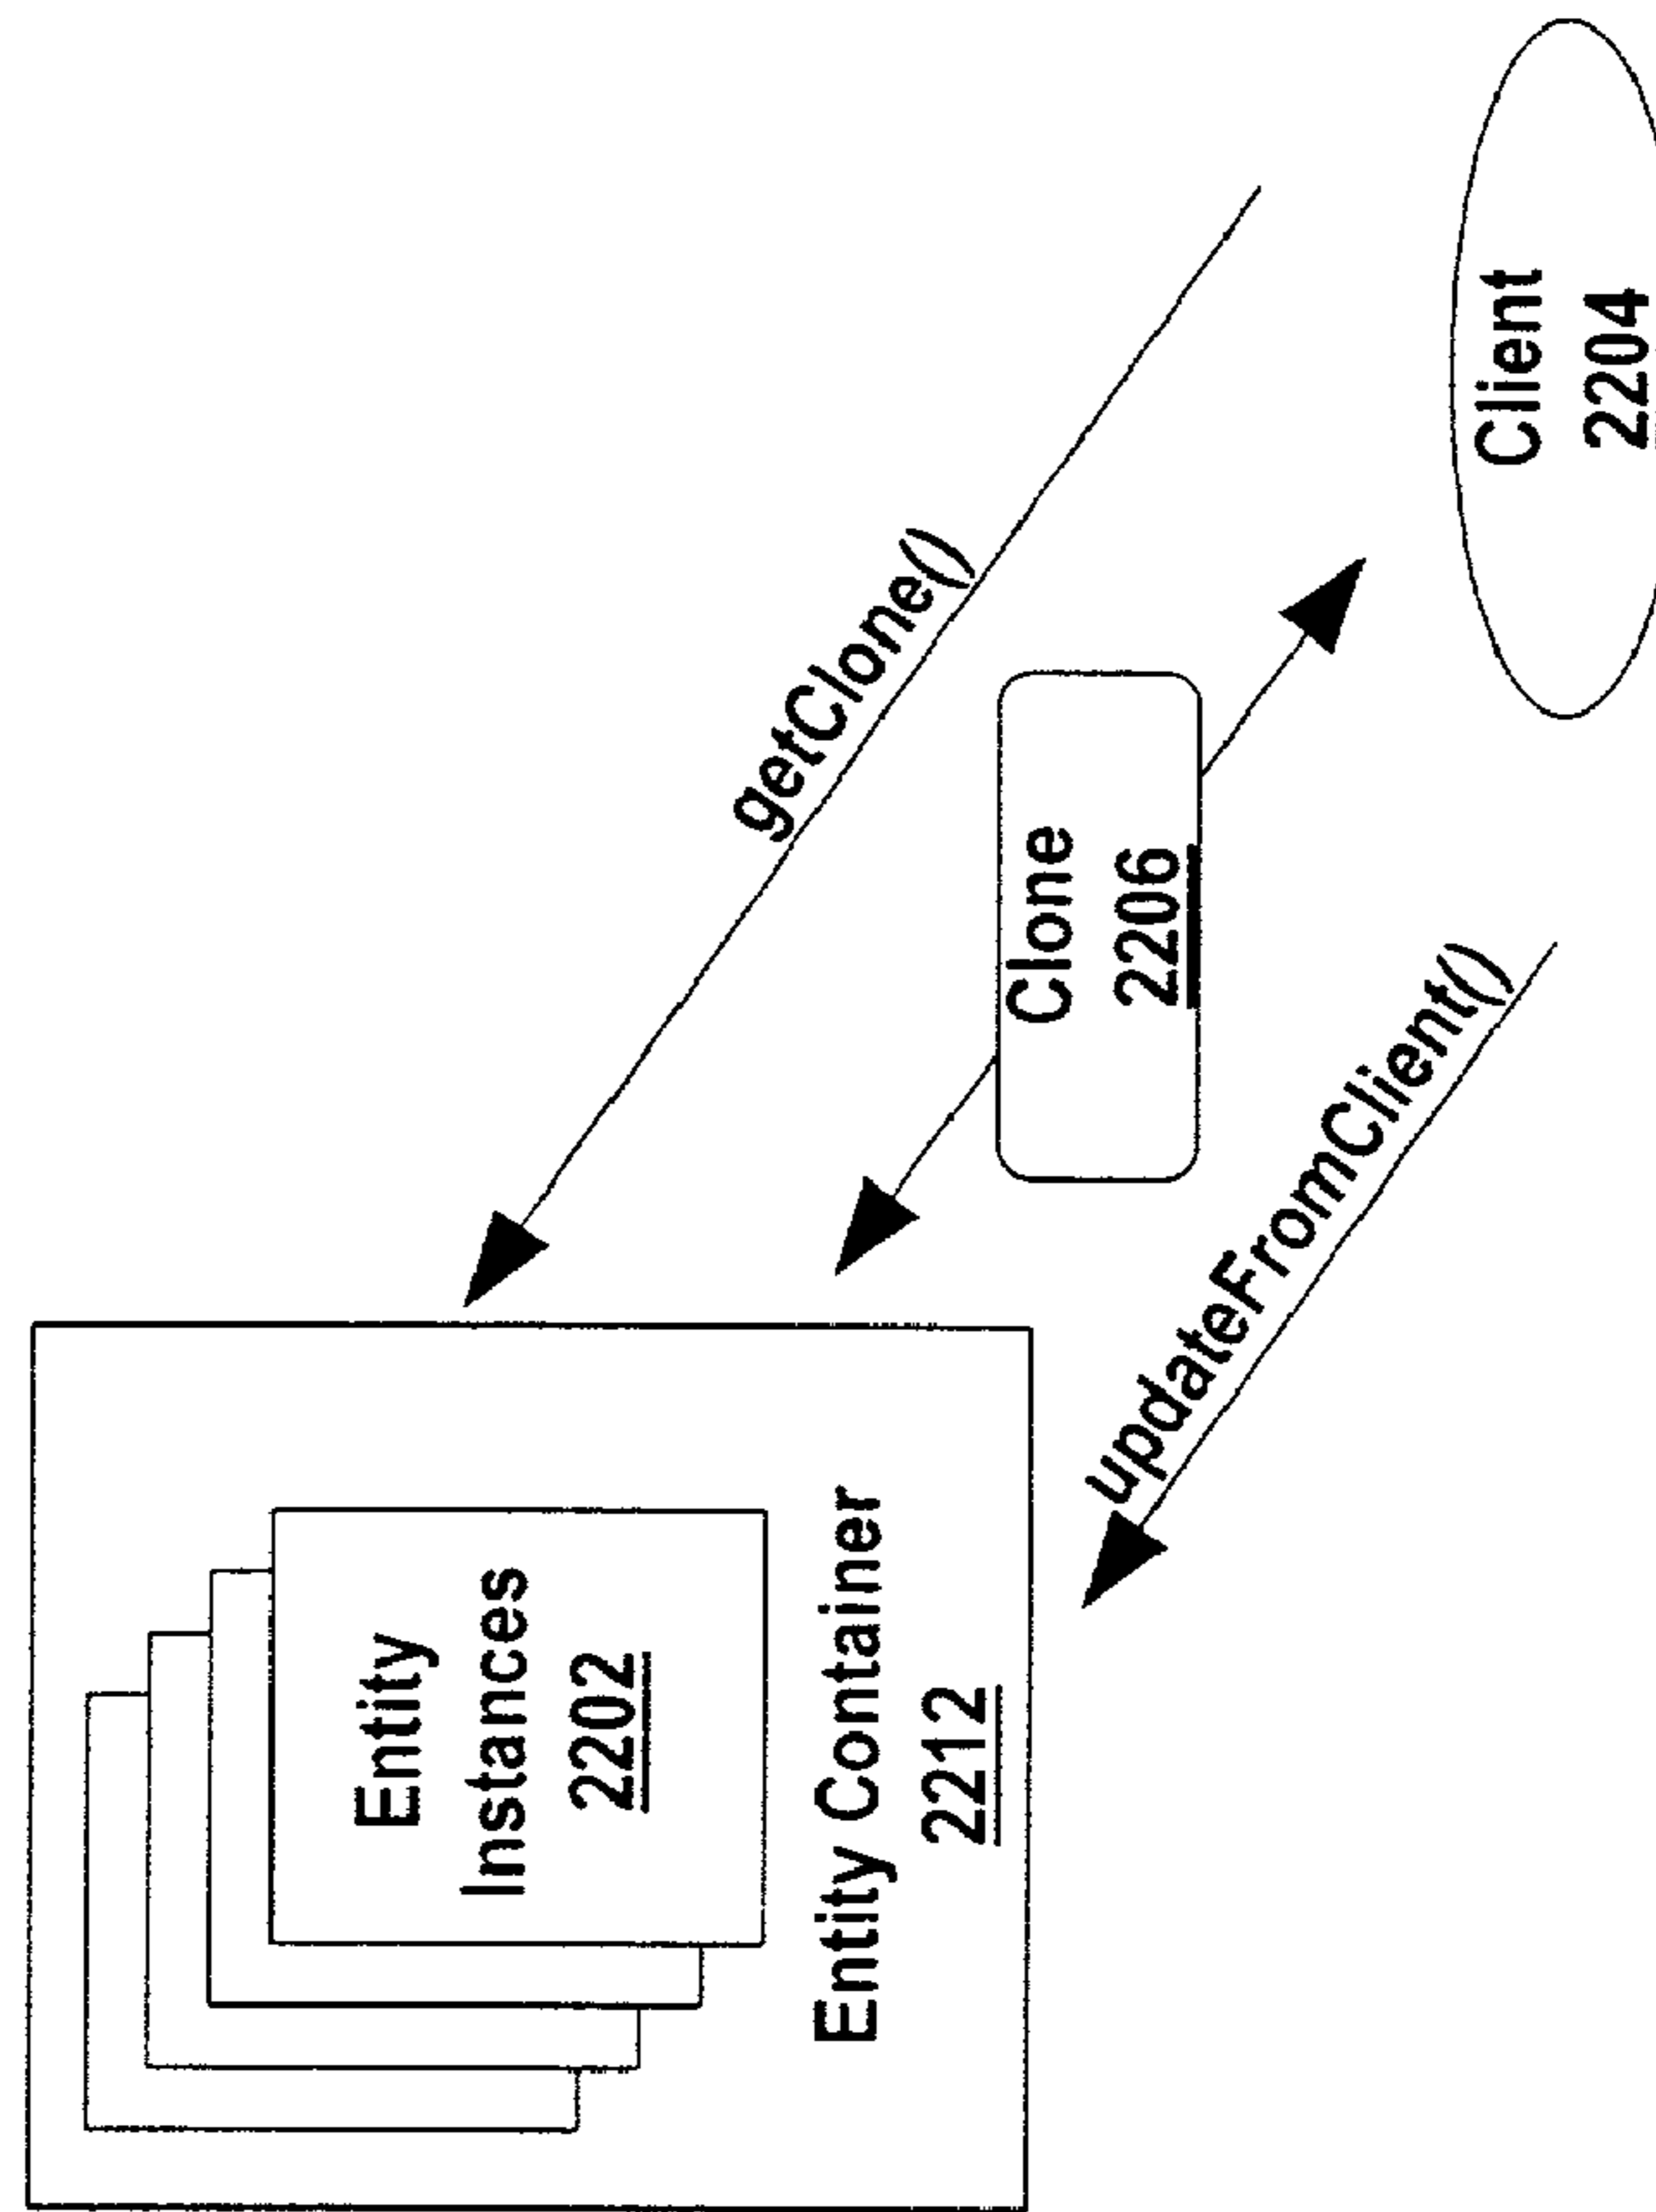 Entity
Instances
2202
Entity Container
2212
getClone()
Clone
2206
updateFromClient()
Client
2204